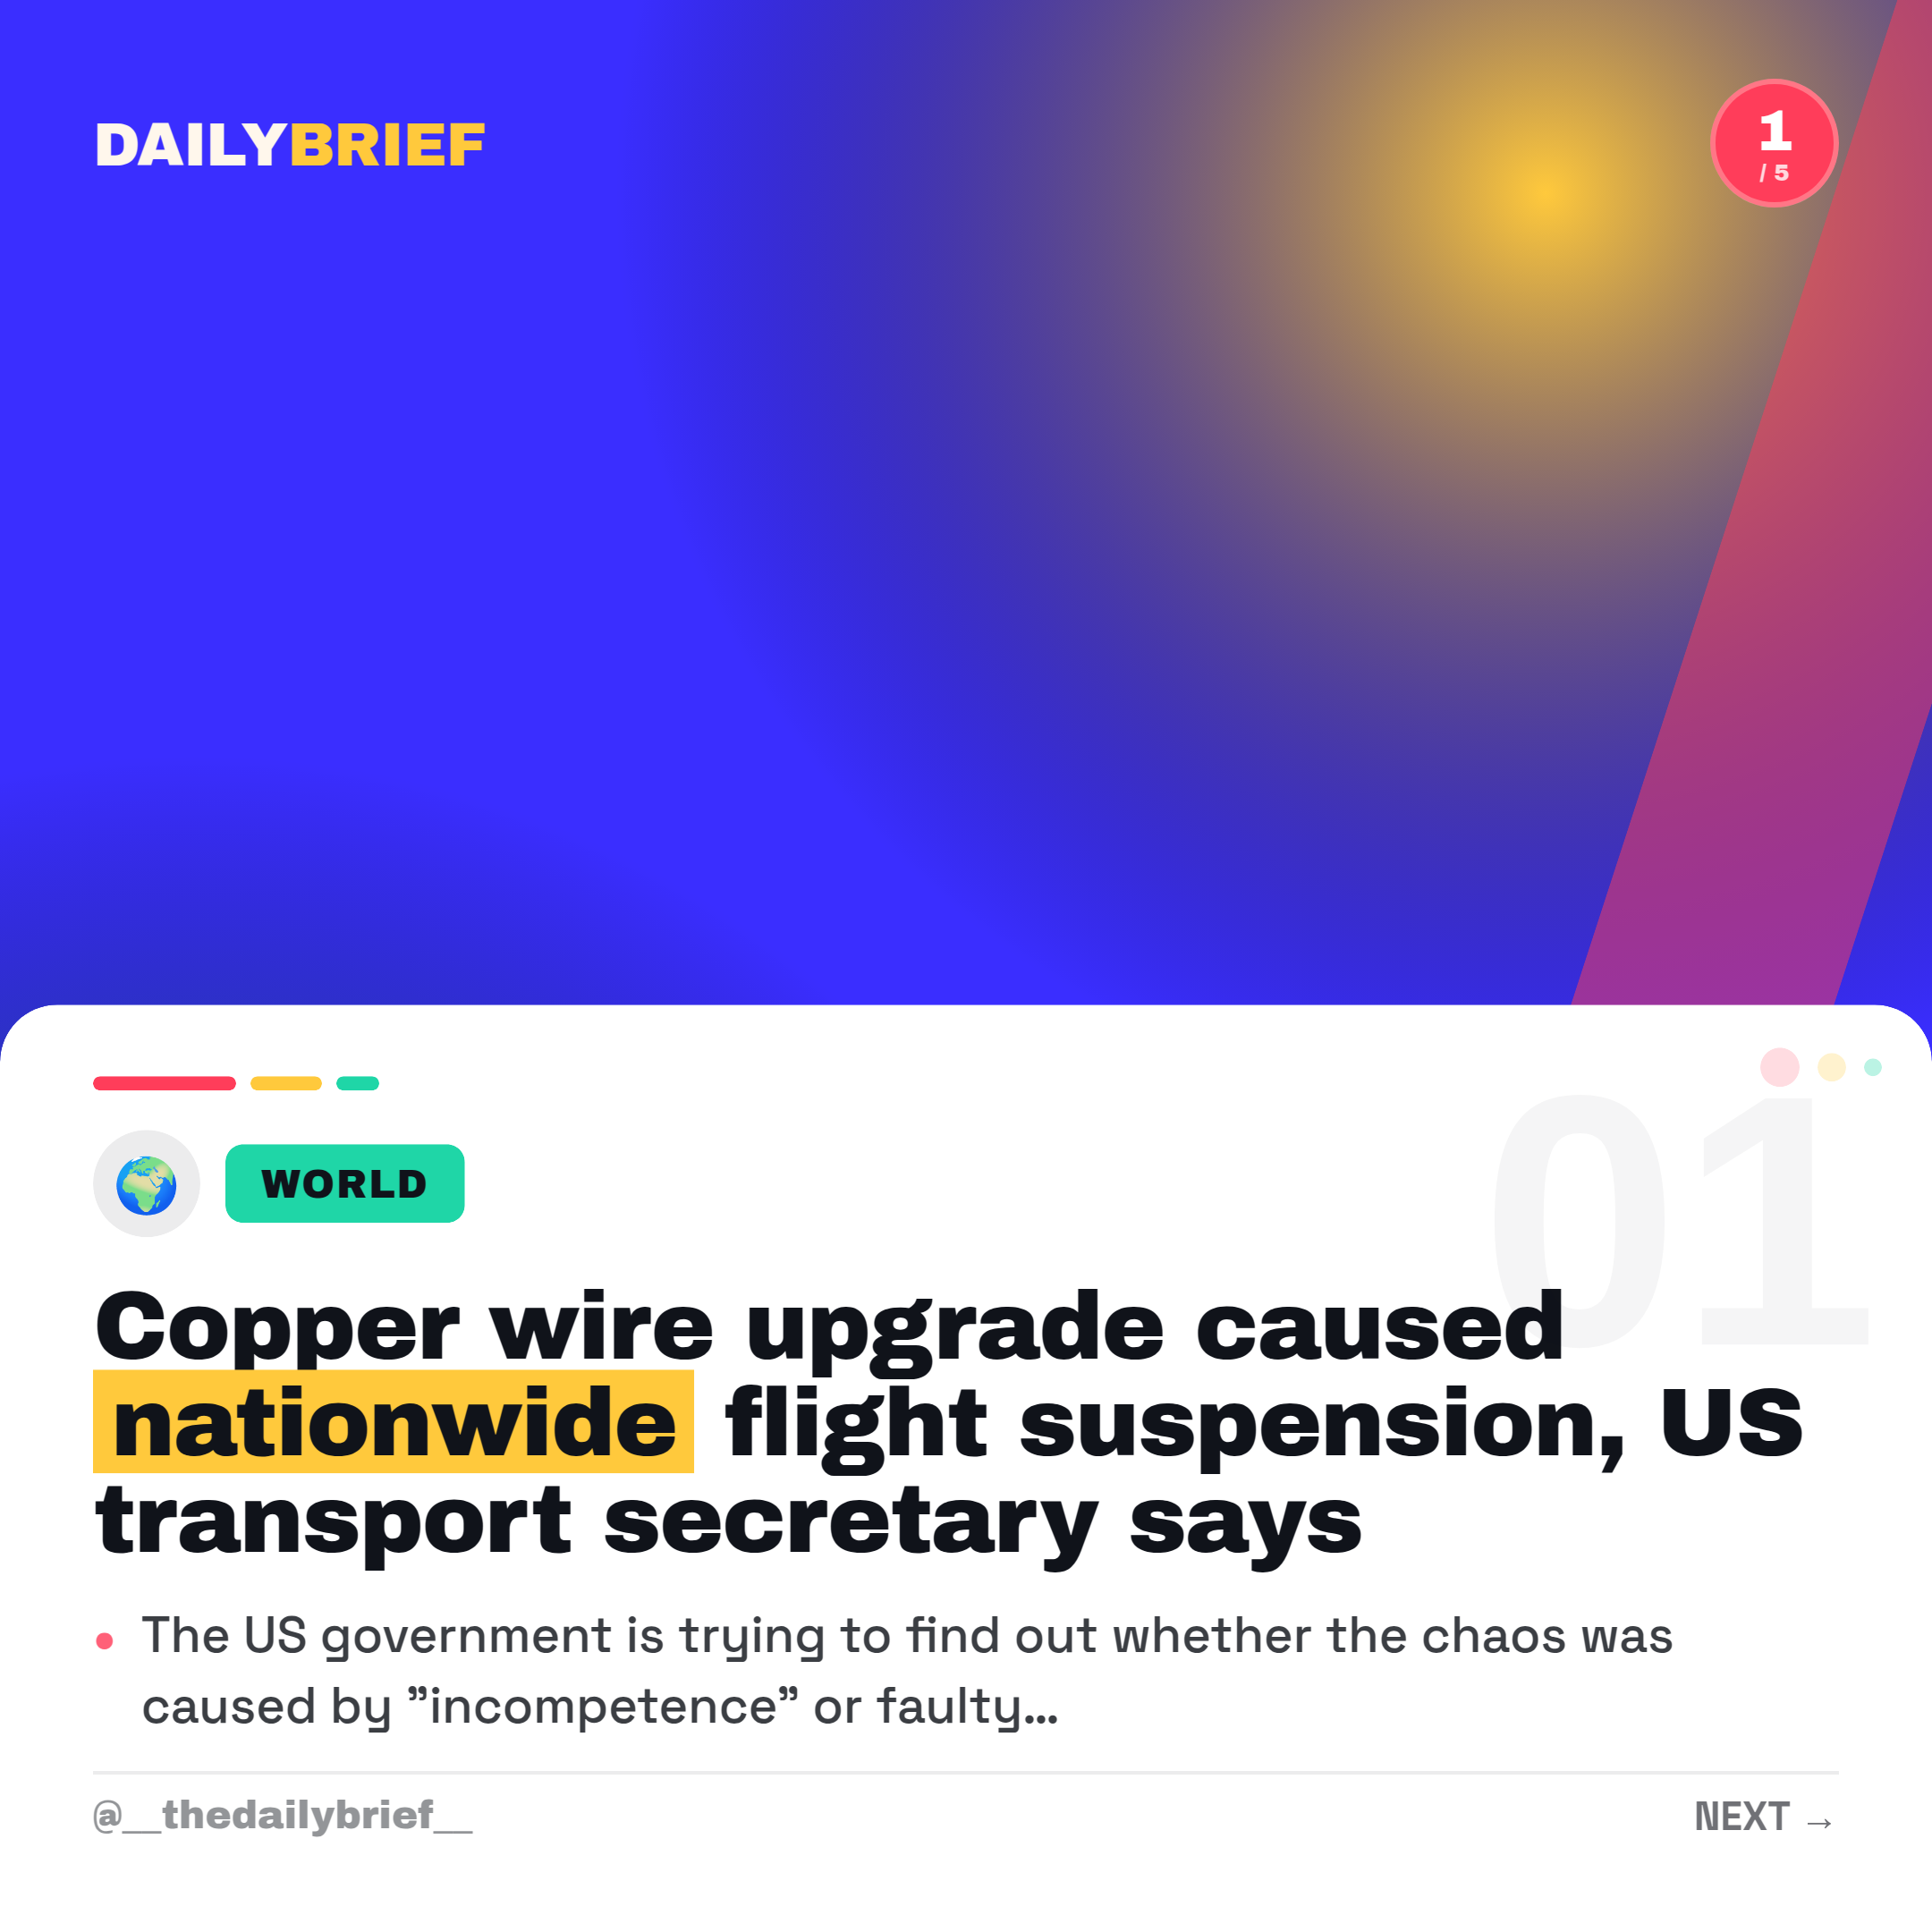 DAILYBRIEF
1
/ 5
01
🌍 WORLD
Copper wire upgrade caused
nationwide flight suspension, US
transport secretary says
• The US government is trying to find out whether the chaos was
caused by ”incompetence” or faulty...
@__thedailybrief__
NEXT →